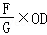 F/G × OD